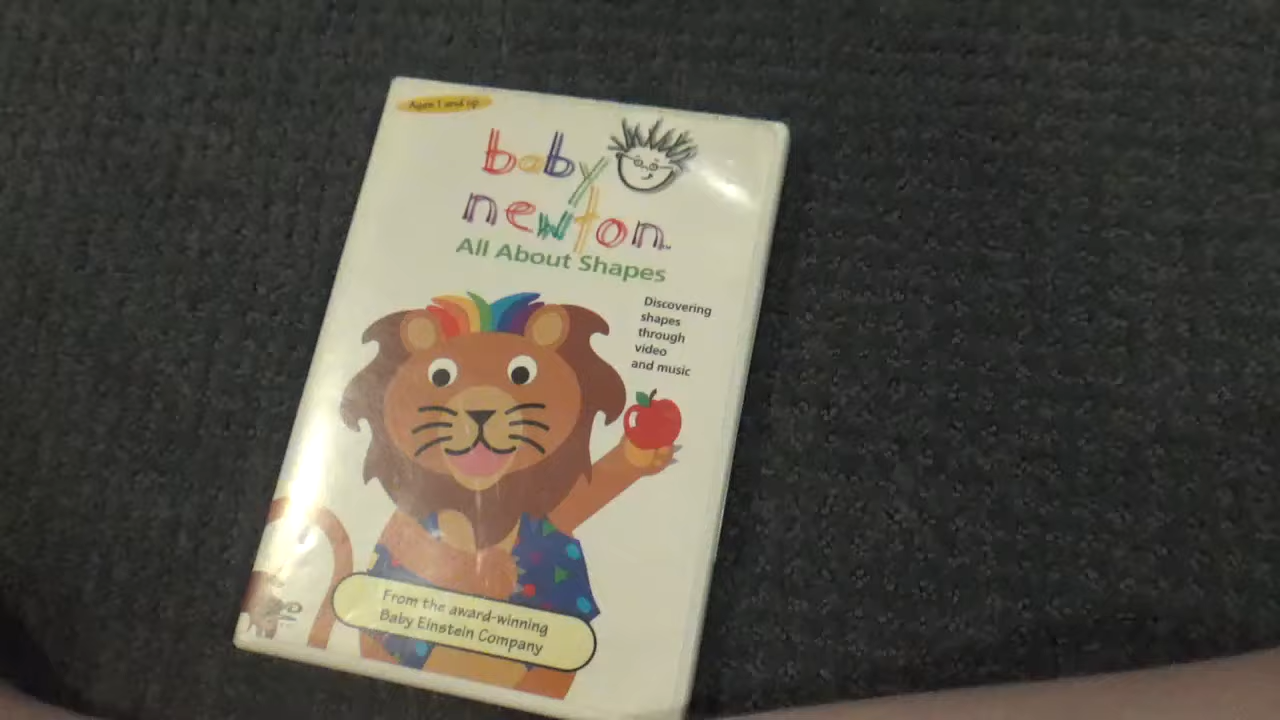 Ages 1 and up
baby
newton™
All About Shapes
Discovering
shapes
through
video
and music
From the award-winning
Baby Einstein Company